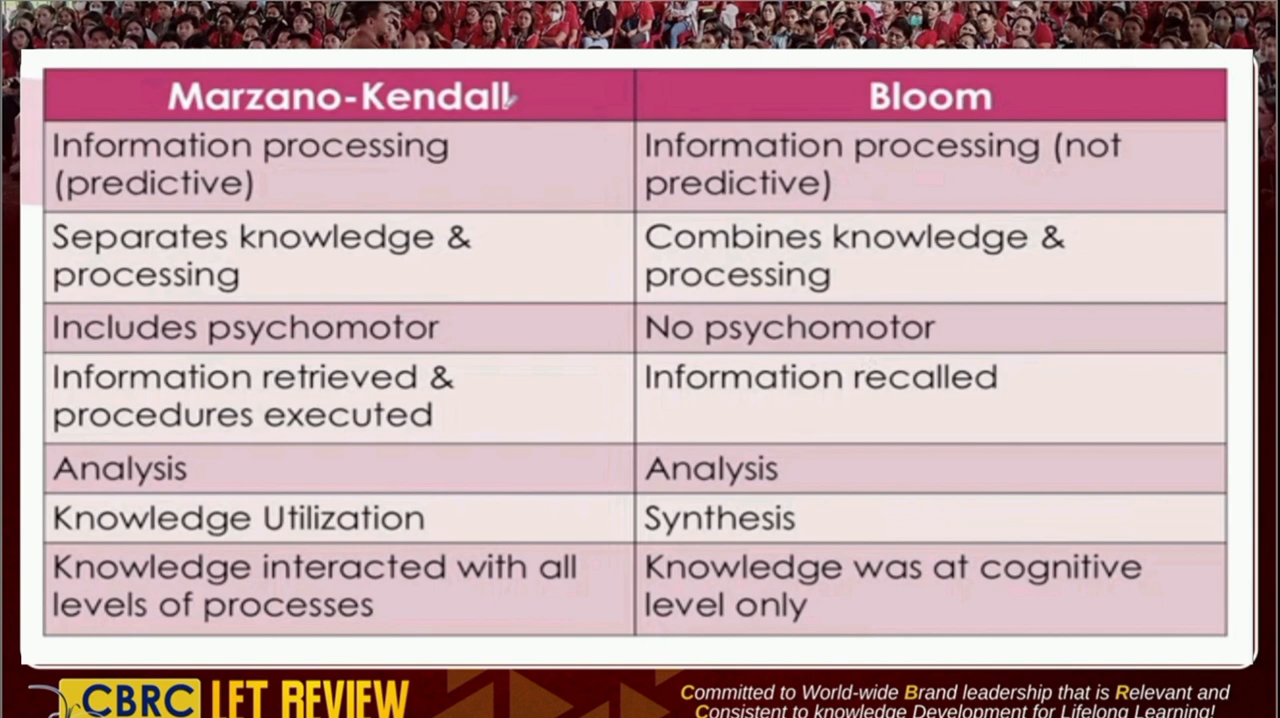 Marzano-Kendall
Bloom
Information processing
(predictive)
Information processing (not
predictive)
Separates knowledge &
processing
Combines knowledge &
processing
Includes psychomotor
No psychomotor
Information retrieved &
procedures executed
Information recalled
Analysis
Analysis
Knowledge Utilization
Synthesis
Knowledge interacted with all
levels of processes
Knowledge was at cognitive
level only
CBRC LET REVIEW
Committed to World-wide Brand leadership that is Relevant and
Consistent to knowledge Development for Lifelong Learning!